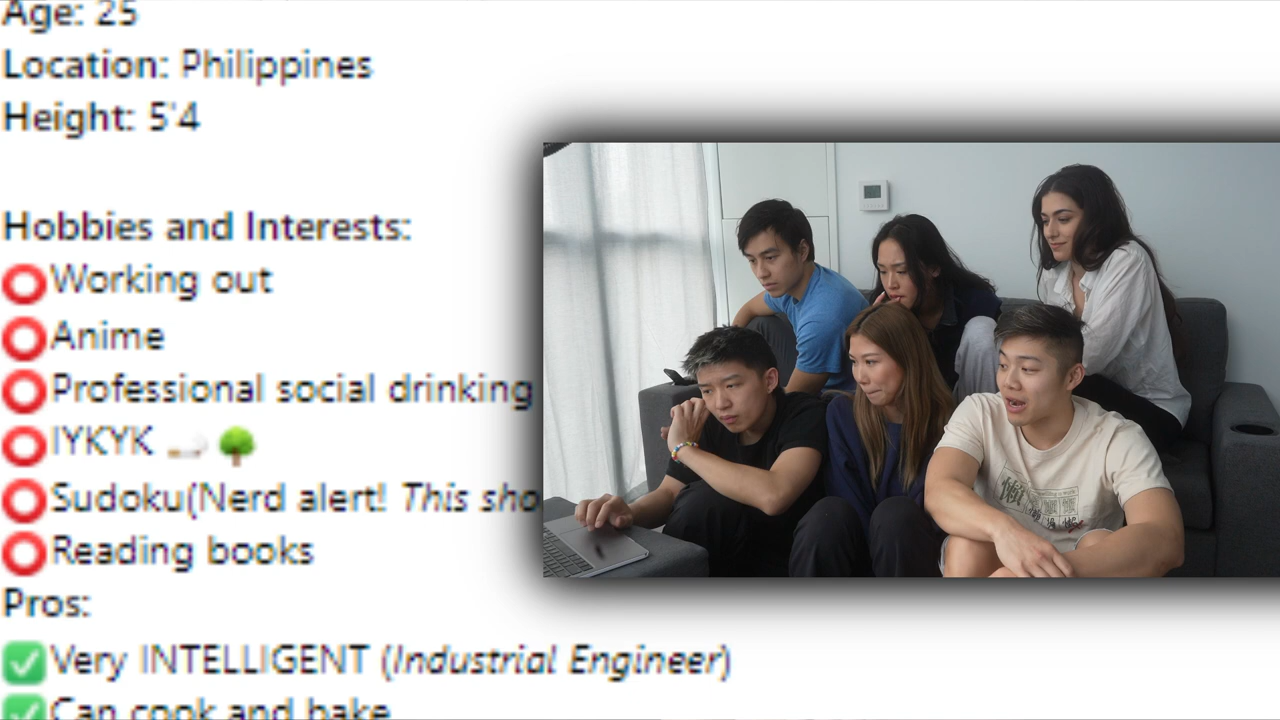 Age: 25
Location: Philippines
Height: 5'4
Hobbies and Interests:
⭕Working out
⭕Anime
⭕Professional social drinking
⭕IYKYK 🚬 🌳
⭕Sudoku(Nerd alert! This sho
⭕Reading books
Pros:
✅Very INTELLIGENT (Industrial Engineer)
✅Can cook and bake
懶